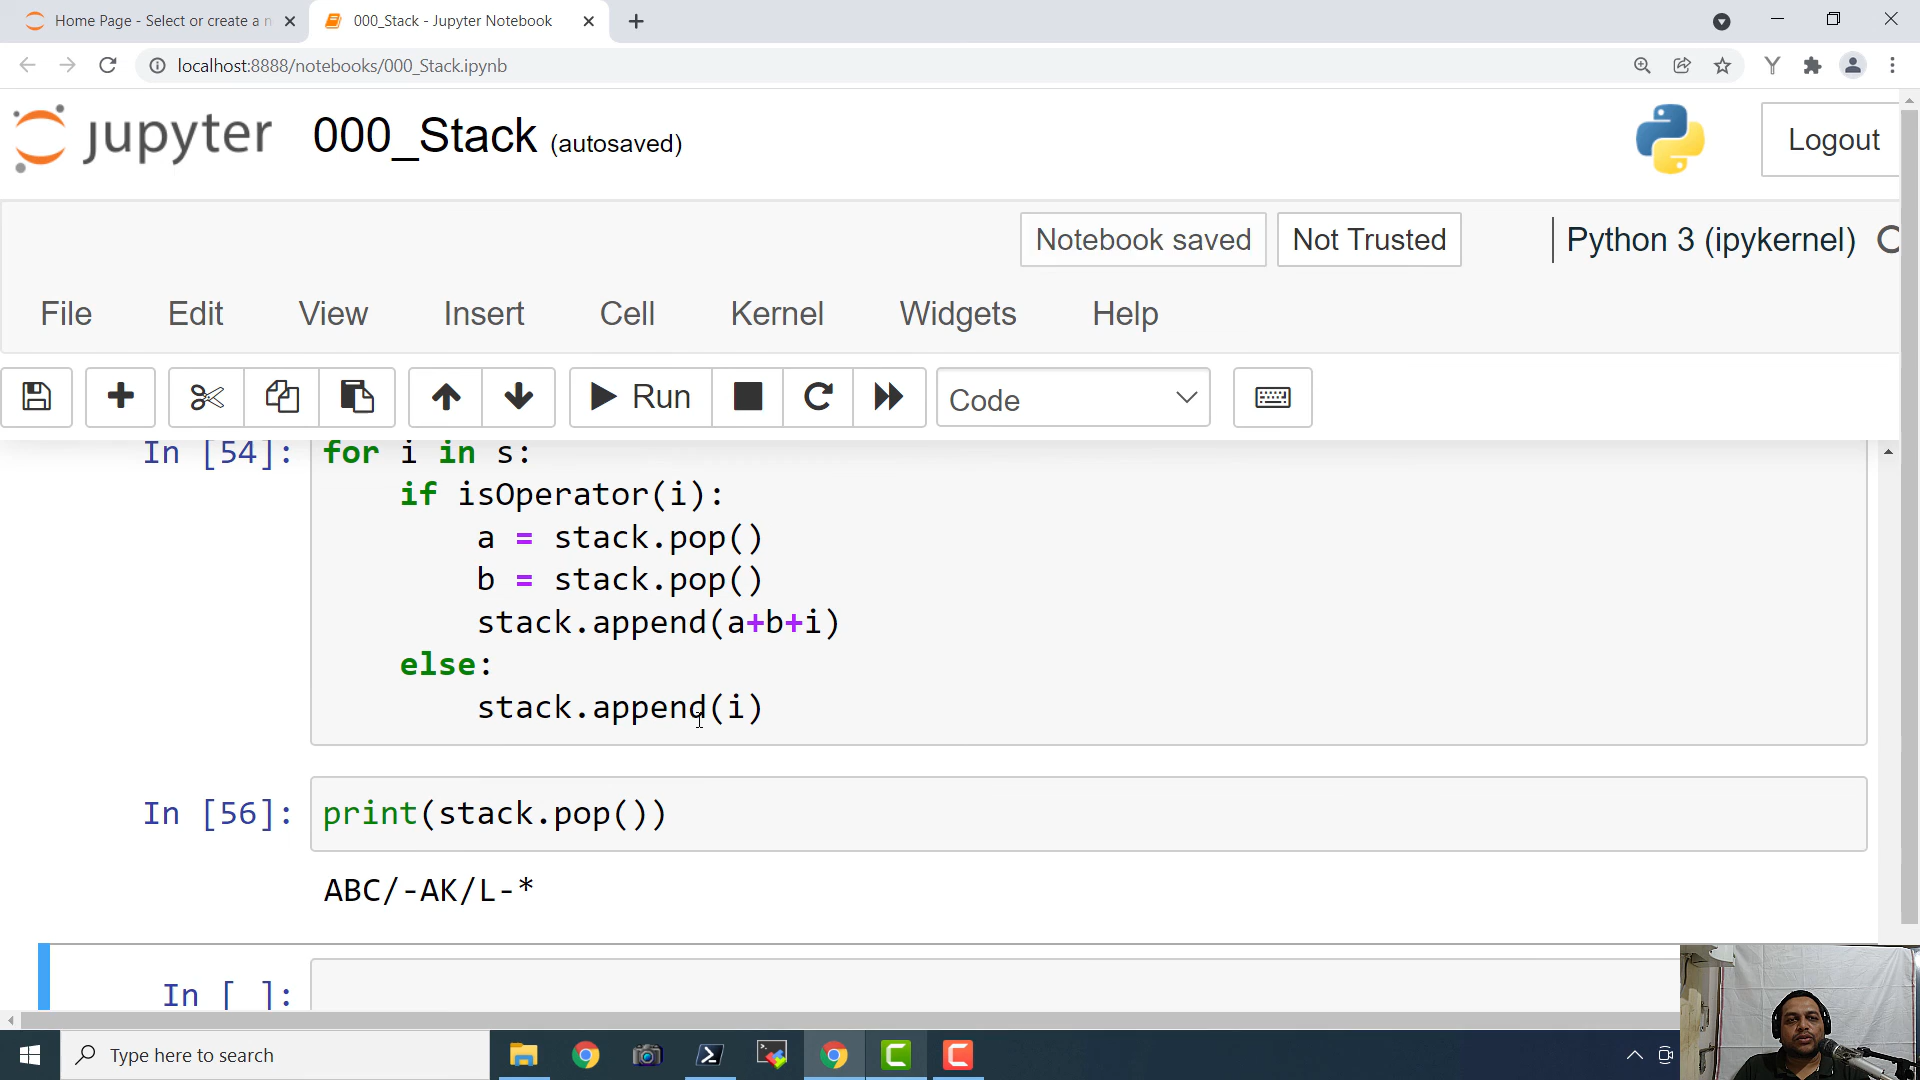 Home Page - Select or create a n
000_Stack - Jupyter Notebook
localhost:8888/notebooks/000_Stack.ipynb
jupyter 000_Stack (autosaved)
Logout
Notebook saved Not Trusted Python 3 (ipykernel)
File Edit View Insert Cell Kernel Widgets Help
Run Code
In [54]: for i in s:
if isOperator(i):
a = stack.pop()
b = stack.pop()
stack.append(a+b+i)
else:
stack.append(i)
In [56]: print(stack.pop())
ABC/-AK/L-*
In [ ]:
Type here to search